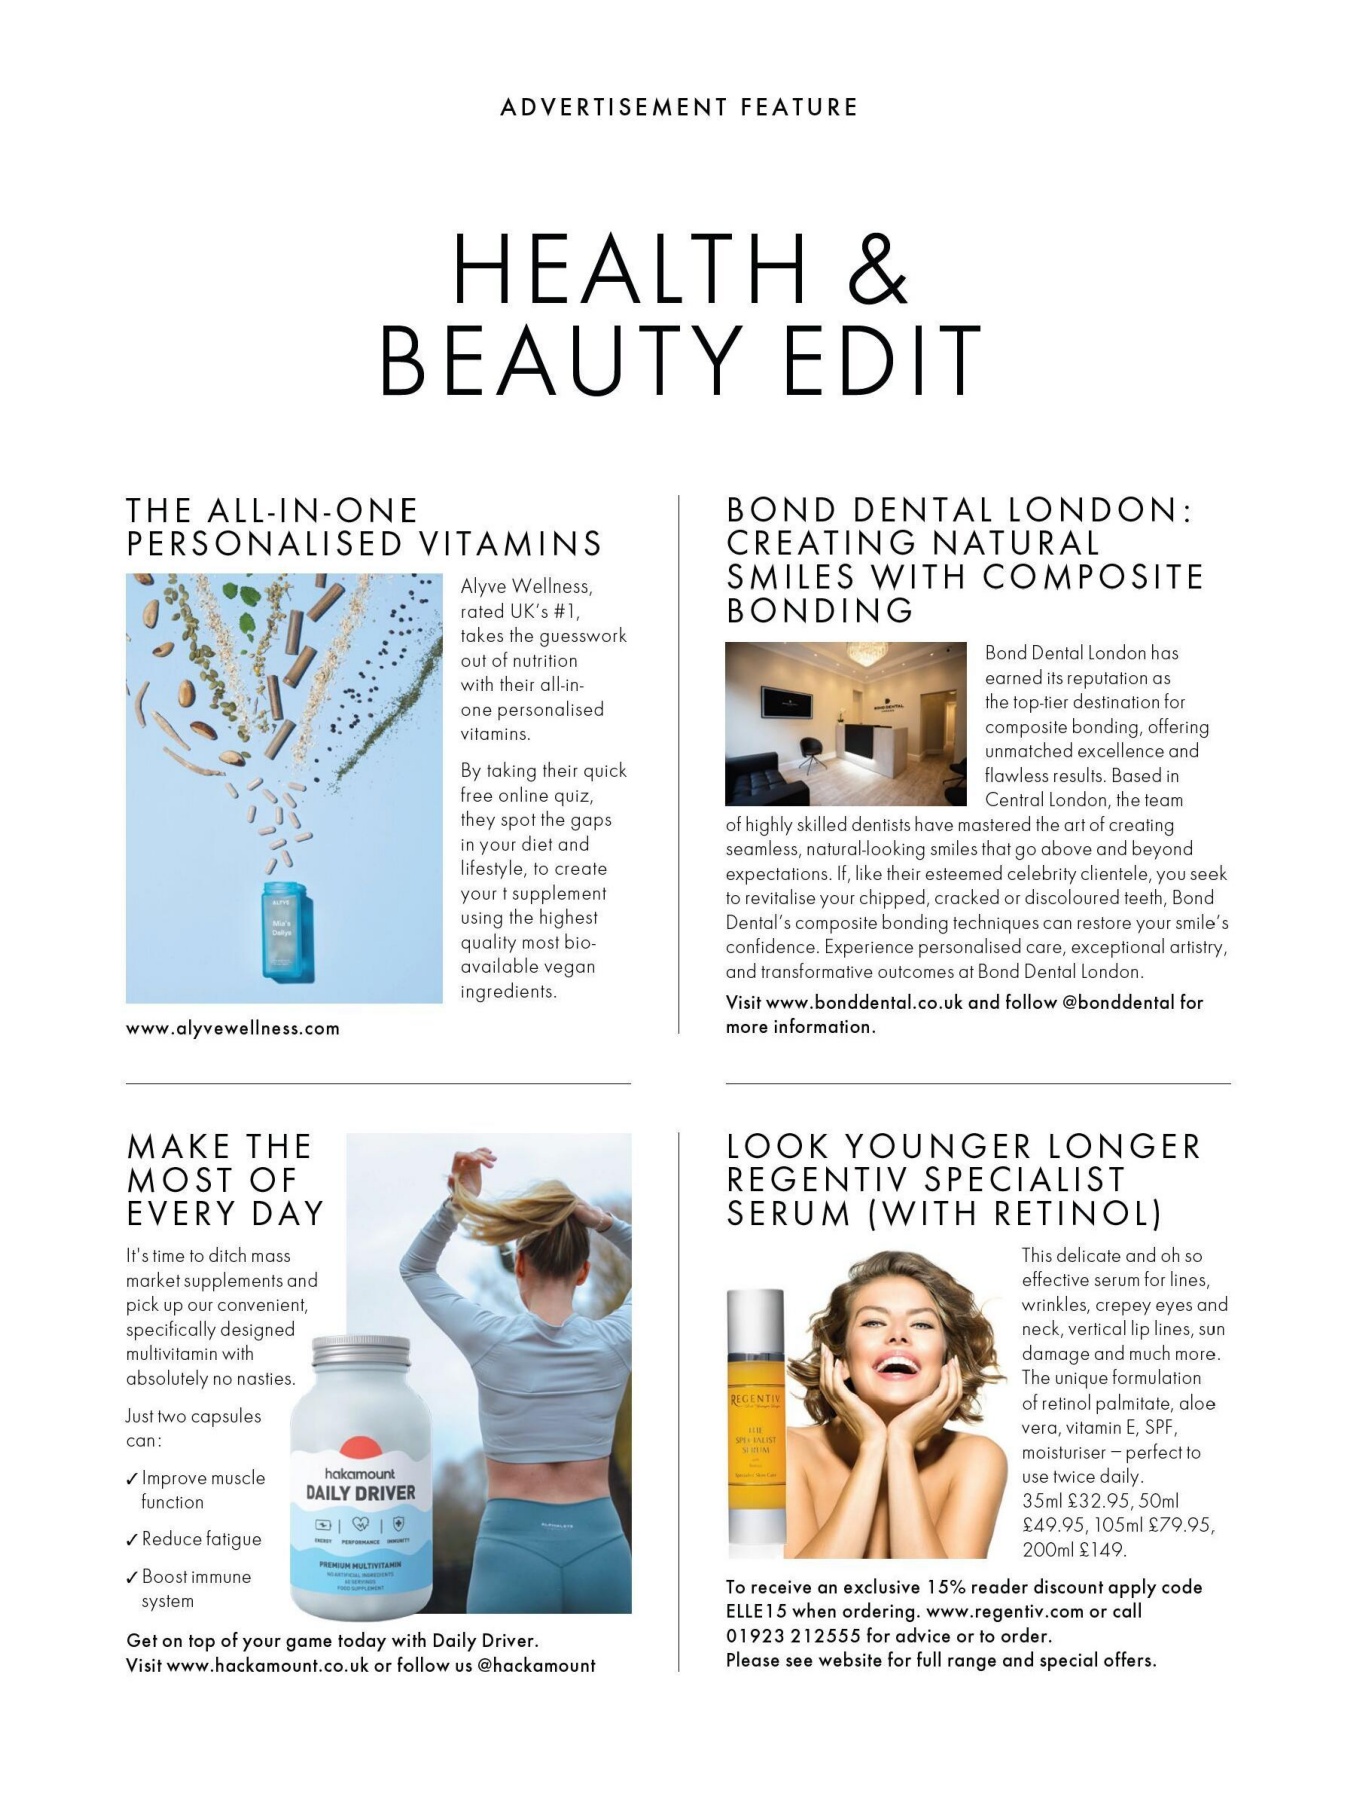 ADVERTISEMENT FEATURE
HEALTH &
BEAUTY EDIT
THE ALL-IN-ONE
PERSONALISED VITAMINS
ALYVE
Mia's
Dailys
Alyve Wellness,
rated UK's #1,
takes the guesswork
out of nutrition
with their all-in-
one personalised
vitamins.
By taking their quick
free online quiz,
they spot the gaps
in your diet and
lifestyle, to create
your t supplement
using the highest
quality most bio-
available vegan
ingredients.
www.alyvewellness.com
BOND DENTAL LONDON:
CREATING NATURAL
SMILES WITH COMPOSITE
BONDING
BOND DENTAL
Bond Dental London has
earned its reputation as
the top-tier destination for
composite bonding, offering
unmatched excellence and
flawless results. Based in
Central London, the team
of highly skilled dentists have mastered the art of creating
seamless, natural-looking smiles that go above and beyond
expectations. If, like their esteemed celebrity clientele, you seek
to revitalise your chipped, cracked or discoloured teeth, Bond
Dental's composite bonding techniques can restore your smile's
confidence. Experience personalised care, exceptional artistry,
and transformative outcomes at Bond Dental London.
Visit www.bonddental.co.uk and follow @bonddental for
more information.
MAKE THE
MOST OF
EVERY DAY
It's time to ditch mass
market supplements and
pick up our convenient,
specifically designed
multivitamin with
absolutely no nasties.
Just two capsules
can:
✓ Improve muscle
function
✓ Reduce fatigue
✓ Boost immune
system
hakamount
DAILY DRIVER
ENERGY PERFORMANCE IMMUNITY
PREMIUM MULTIVITAMIN
NO ARTIFICIAL INGREDIENTS
FOOD SUPPLEMENT
ALPHALETE
Get on top of your game today with Daily Driver.
Visit www.hackamount.co.uk or follow us @hackamount
LOOK YOUNGER LONGER
REGENTIV SPECIALIST
SERUM (WITH RETINOL)
REGENTIV
THE
SPECIALIST
SERUM
This delicate and oh so
effective serum for lines,
wrinkles, crepey eyes and
neck, vertical lip lines, sun
damage and much more.
The unique formulation
of retinol palmitate, aloe
vera, vitamin E, SPF,
moisturiser – perfect to
use twice daily.
35ml £32.95, 50ml
£49.95, 105ml £79.95,
200ml £149.
To receive an exclusive 15% reader discount apply code
ELLE15 when ordering. www.regentiv.com or call
01923 212555 for advice or to order.
Please see website for full range and special offers.